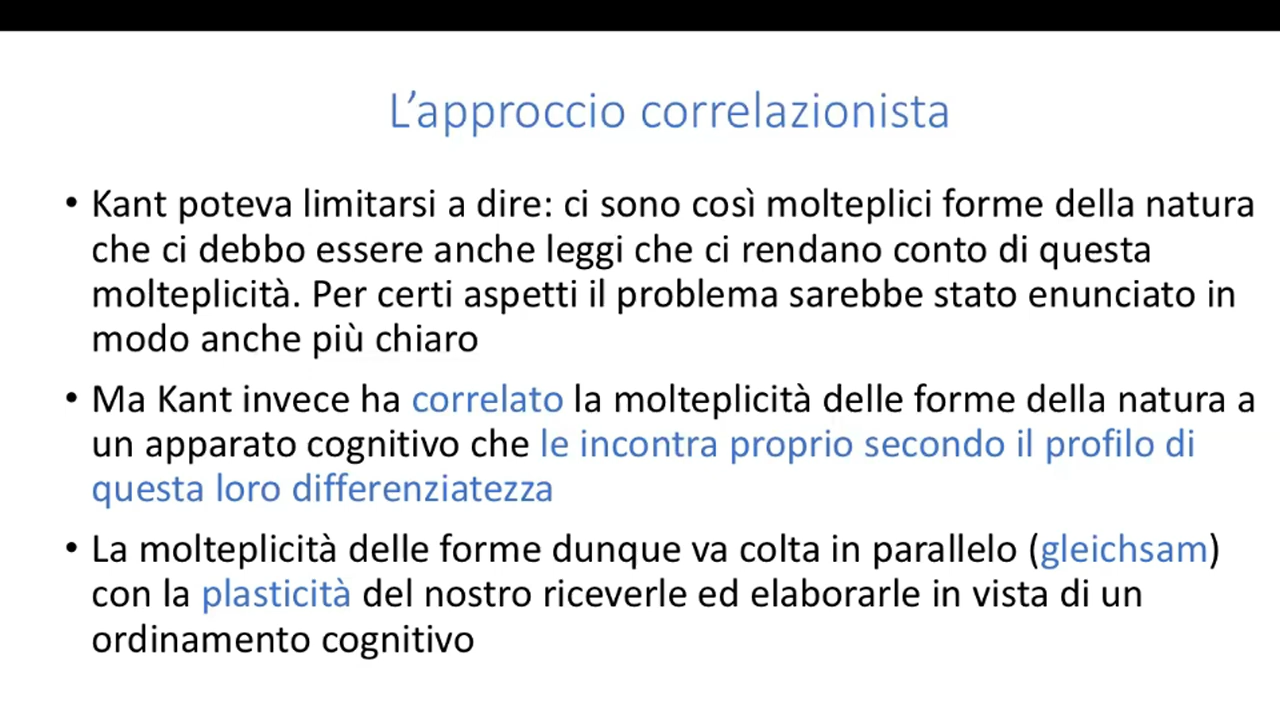 L’approccio correlazionista
• Kant poteva limitarsi a dire: ci sono così molteplici forme della natura
che ci debbo essere anche leggi che ci rendano conto di questa
molteplicità. Per certi aspetti il problema sarebbe stato enunciato in
modo anche più chiaro
• Ma Kant invece ha correlato la molteplicità delle forme della natura a
un apparato cognitivo che le incontra proprio secondo il profilo di
questa loro differenziatezza
• La molteplicità delle forme dunque va colta in parallelo (gleichsam)
con la plasticità del nostro riceverle ed elaborarle in vista di un
ordinamento cognitivo